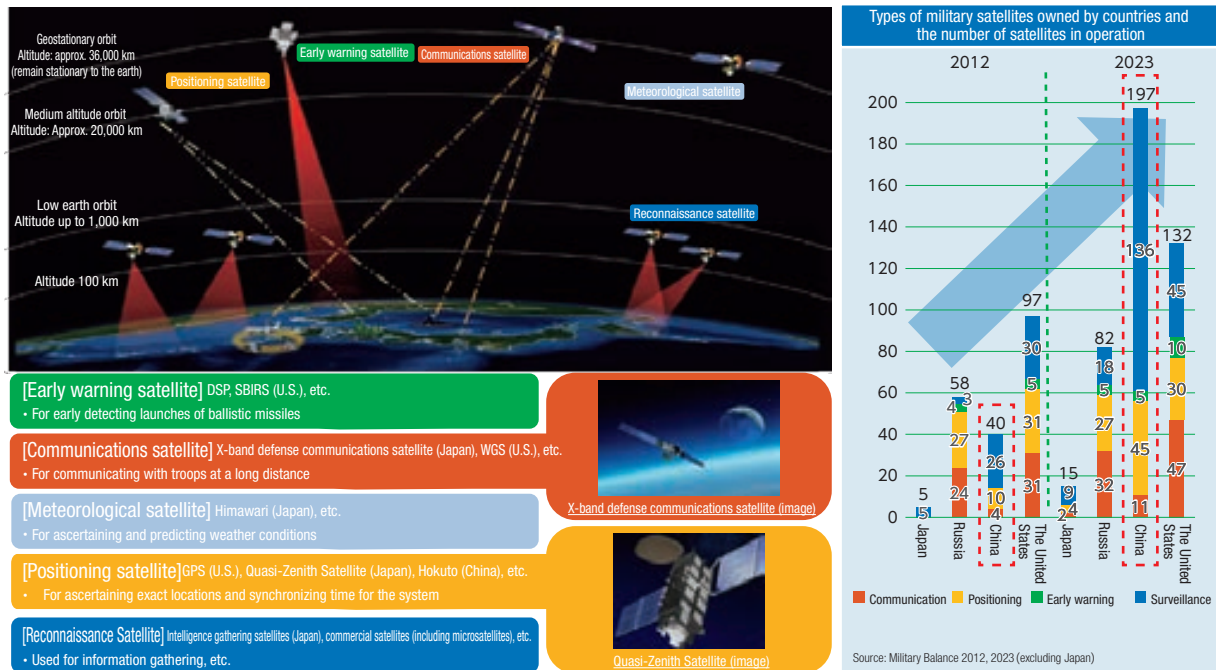 Geostationary orbit
Altitude: approx. 36,000 km
(remain stationary to the earth)
Early warning satellite
Communications satellite
Positioning satellite
Meteorological satellite
Medium altitude orbit
Altitude: Approx. 20,000 km
Low earth orbit
Altitude up to 1,000 km
Reconnaissance satellite
Altitude 100 km
[Early warning satellite] DSP, SBIRS (U.S.), etc.
• For early detecting launches of ballistic missiles
[Communications satellite] X-band defense communications satellite (Japan), WGS (U.S.), etc.
• For communicating with troops at a long distance
X-band defense communications satellite (image)
[Meteorological satellite] Himawari (Japan), etc.
• For ascertaining and predicting weather conditions
[Positioning satellite]GPS (U.S.), Quasi-Zenith Satellite (Japan), Hokuto (China), etc.
• For ascertaining exact locations and synchronizing time for the system
[Reconnaissance Satellite] Intelligence gathering satellites (Japan), commercial satellites (including microsatellites), etc.
• Used for information gathering, etc.
Quasi-Zenith Satellite (image)
Types of military satellites owned by countries and
the number of satellites in operation
2012
2023
200
180
160
140
120
100
80
60
40
20
0
5
5
58
3
4
27
24
40
26
10
4
97
30
5
31
31
15
9
4
2
82
18
5
27
32
197
136
5
45
11
132
45
10
30
47
Japan
Russia
China
The United
States
Japan
Russia
China
The United
States
Communication
Positioning
Early warning
Surveillance
Source: Military Balance 2012, 2023 (excluding Japan)